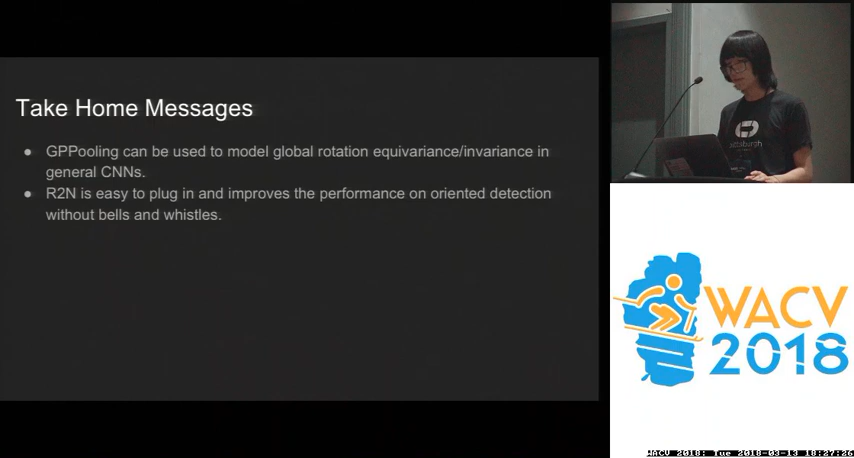 Take Home Messages
● GPPooling can be used to model global rotation equivariance/invariance in
general CNNs.
● R2N is easy to plug in and improves the performance on oriented detection
without bells and whistles.
WACV
2018
WACV 2018: Tue 2018-03-13 18:27:26